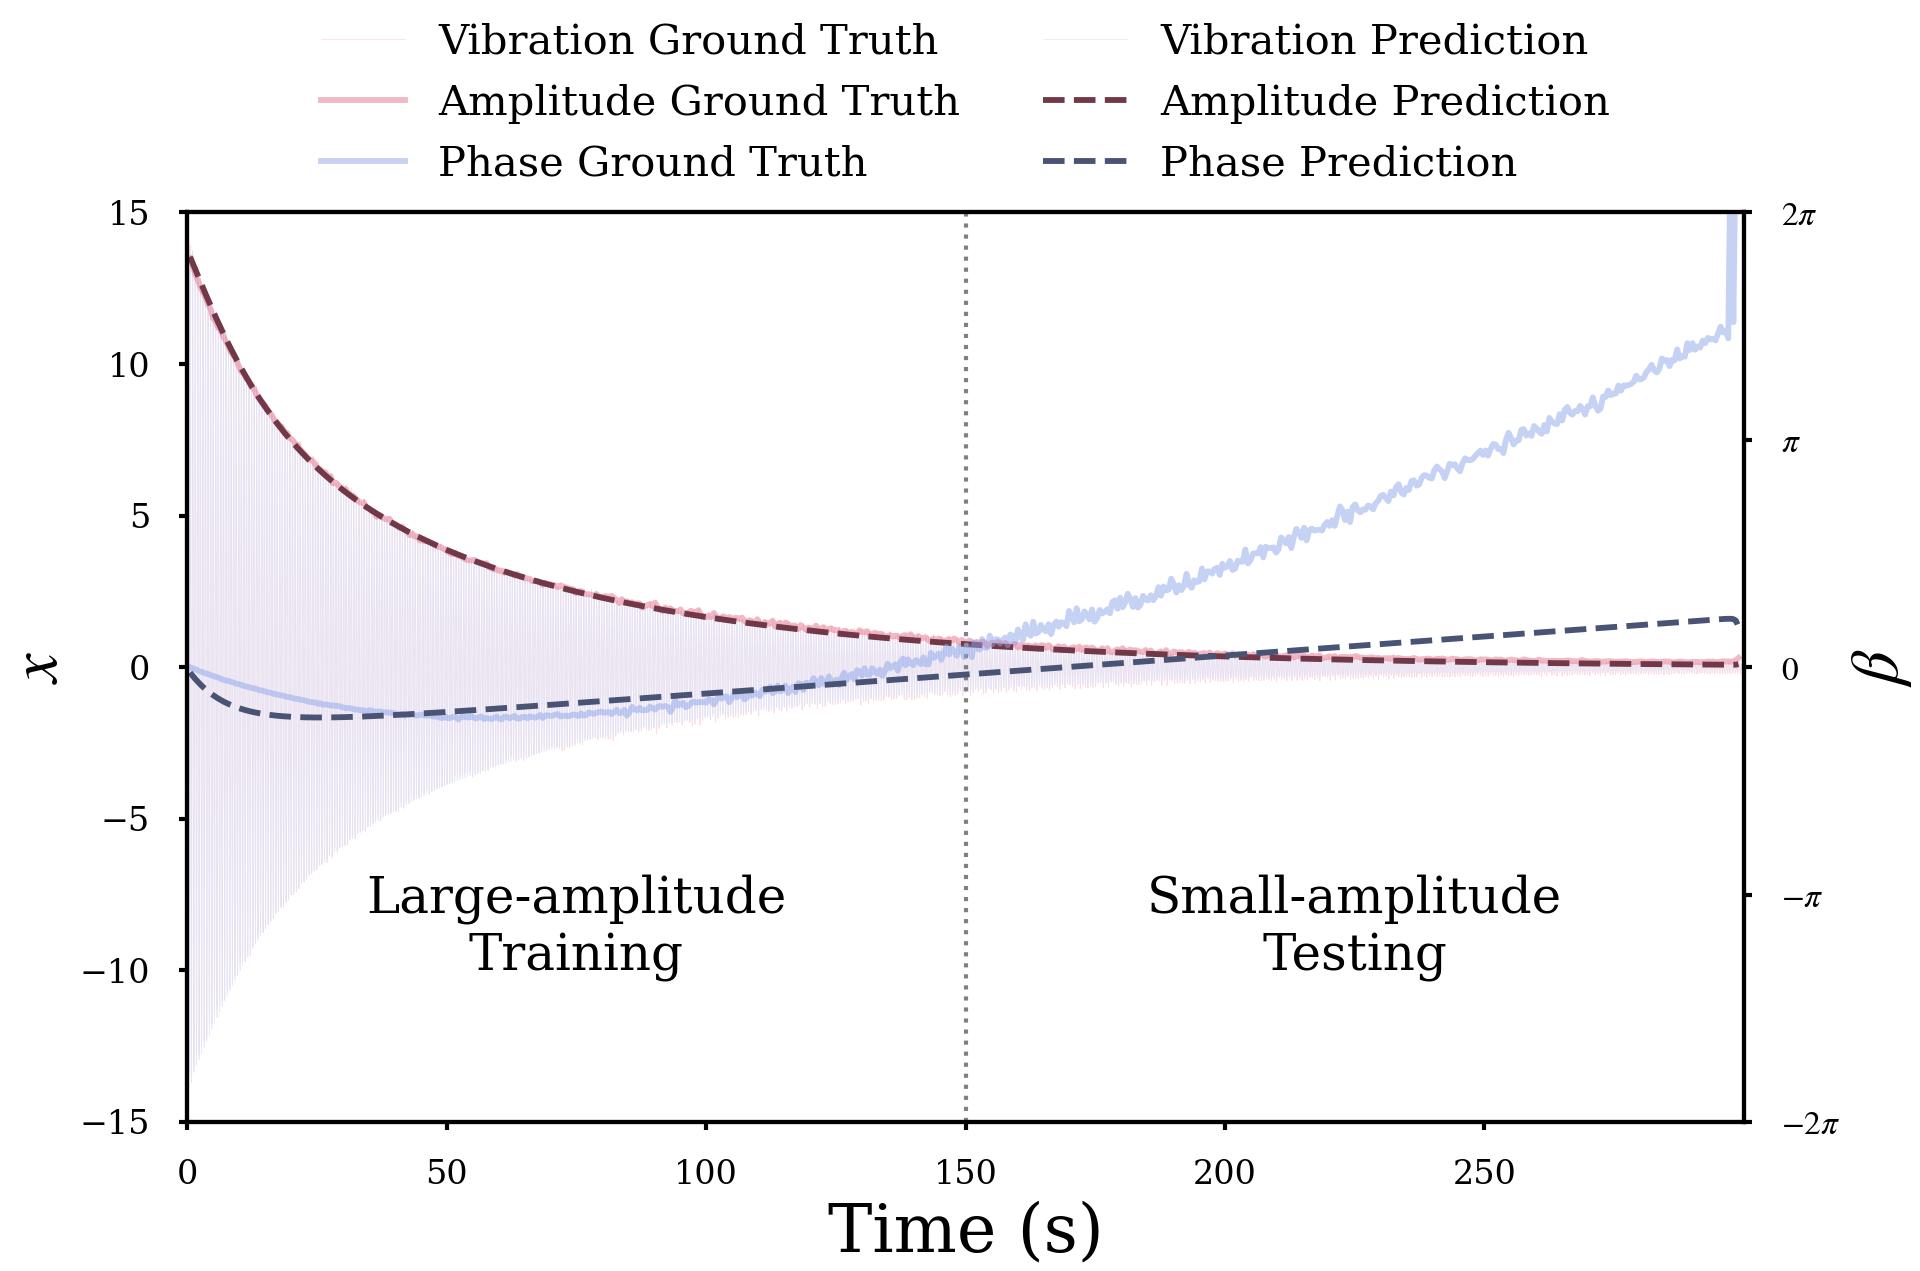 Vibration Ground Truth
Vibration Prediction
Amplitude Ground Truth
Amplitude Prediction
Phase Ground Truth
Phase Prediction
15
10
5
0
−5
−10
−15
x
2π
π
0
−π
−2π
β
Large-amplitude
Training
Small-amplitude
Testing
0 50 100 150 200 250
Time (s)